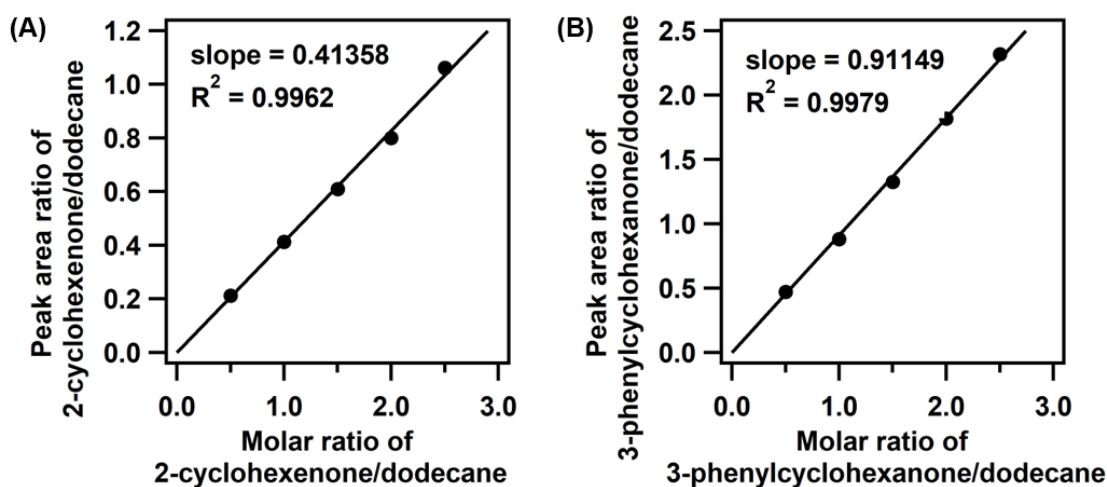 (A)
Peak area ratio of
2-cyclohexenone/dodecane
1.2
1.0
0.8
0.6
0.4
0.2
0.0
slope = 0.41358
R² = 0.9962
0.0 1.0 2.0 3.0
Molar ratio of
2-cyclohexenone/dodecane
(B)
Peak area ratio of
3-phenylcyclohexanone/dodecane
2.5
2.0
1.5
1.0
0.5
0.0
slope = 0.91149
R² = 0.9979
0.0 1.0 2.0 3.0
Molar ratio of
3-phenylcyclohexanone/dodecane